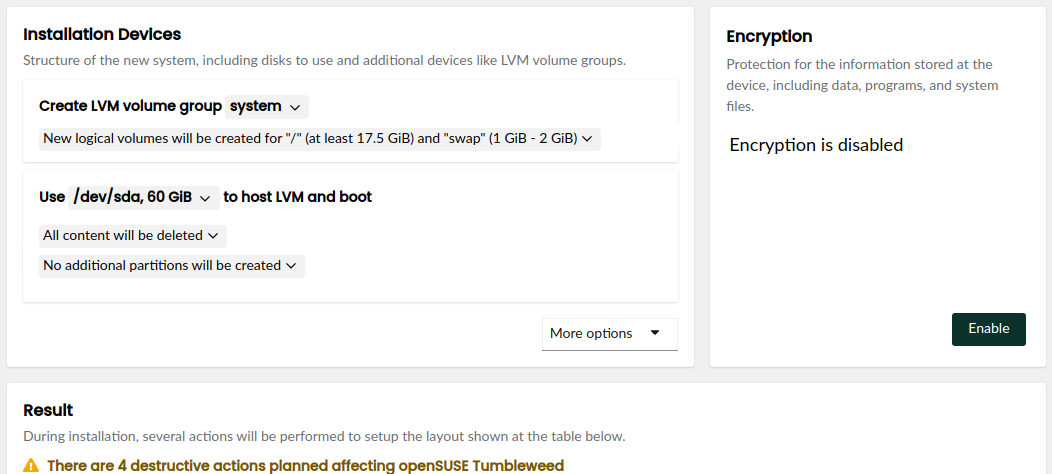 Installation Devices
Structure of the new system, including disks to use and additional devices like LVM volume groups.
Create LVM volume group system
New logical volumes will be created for "/" (at least 17.5 GiB) and "swap" (1 GiB - 2 GiB)
Use /dev/sda, 60 GiB to host LVM and boot
All content will be deleted
No additional partitions will be created
More options
Encryption
Protection for the information stored at the
device, including data, programs, and system
files.
Encryption is disabled
Enable
Result
During installation, several actions will be performed to setup the layout shown at the table below.
There are 4 destructive actions planned affecting openSUSE Tumbleweed